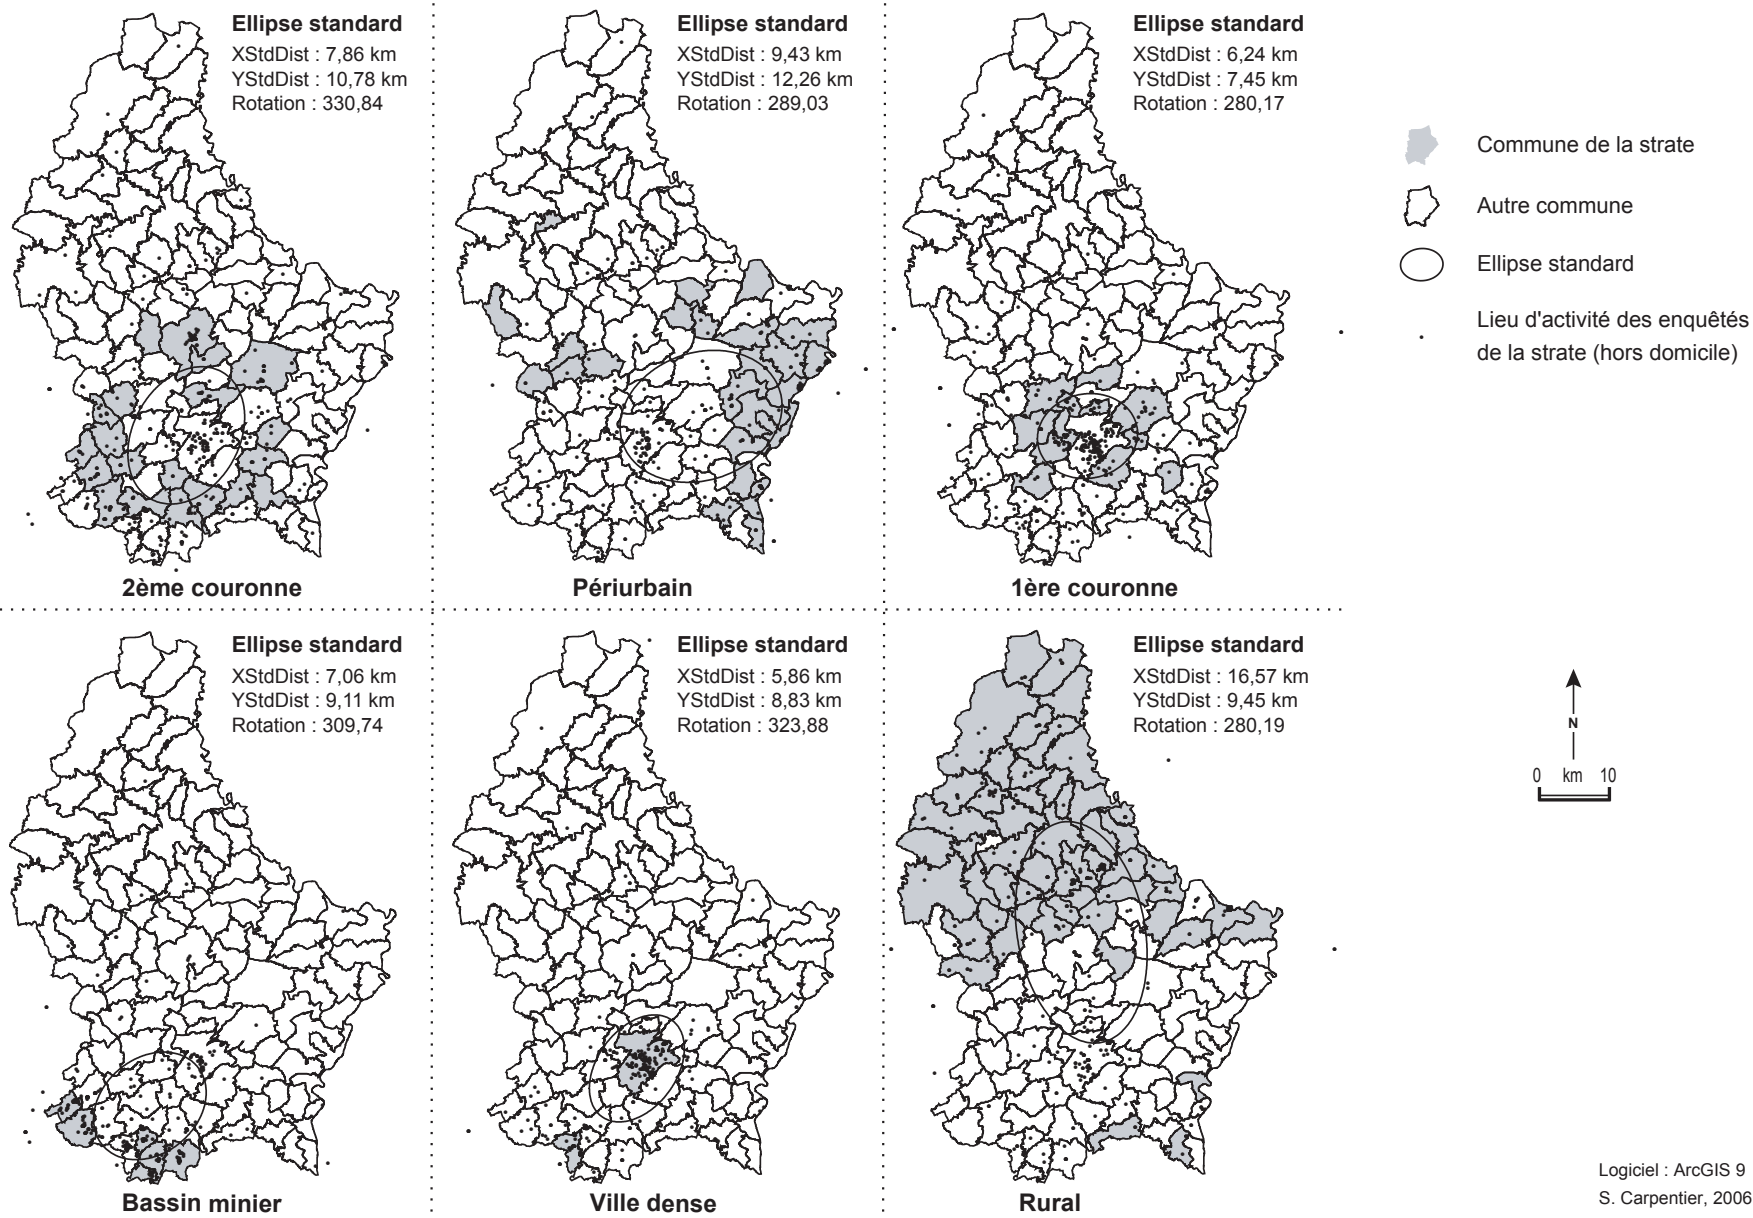 Ellipse standard
XStdDist : 7,86 km
YStdDist : 10,78 km
Rotation : 330,84
2ème couronne
Ellipse standard
XStdDist : 9,43 km
YStdDist : 12,26 km
Rotation : 289,03
Périurbain
Ellipse standard
XStdDist : 6,24 km
YStdDist : 7,45 km
Rotation : 280,17
1ère couronne
Commune de la strate
Autre commune
Ellipse standard
Lieu d'activité des enquêtés
de la strate (hors domicile)
Ellipse standard
XStdDist : 7,06 km
YStdDist : 9,11 km
Rotation : 309,74
Bassin minier
Ellipse standard
XStdDist : 5,86 km
YStdDist : 8,83 km
Rotation : 323,88
Ville dense
Ellipse standard
XStdDist : 16,57 km
YStdDist : 9,45 km
Rotation : 280,19
Rural
N
0 km 10
Logiciel : ArcGIS 9
S. Carpentier, 2006